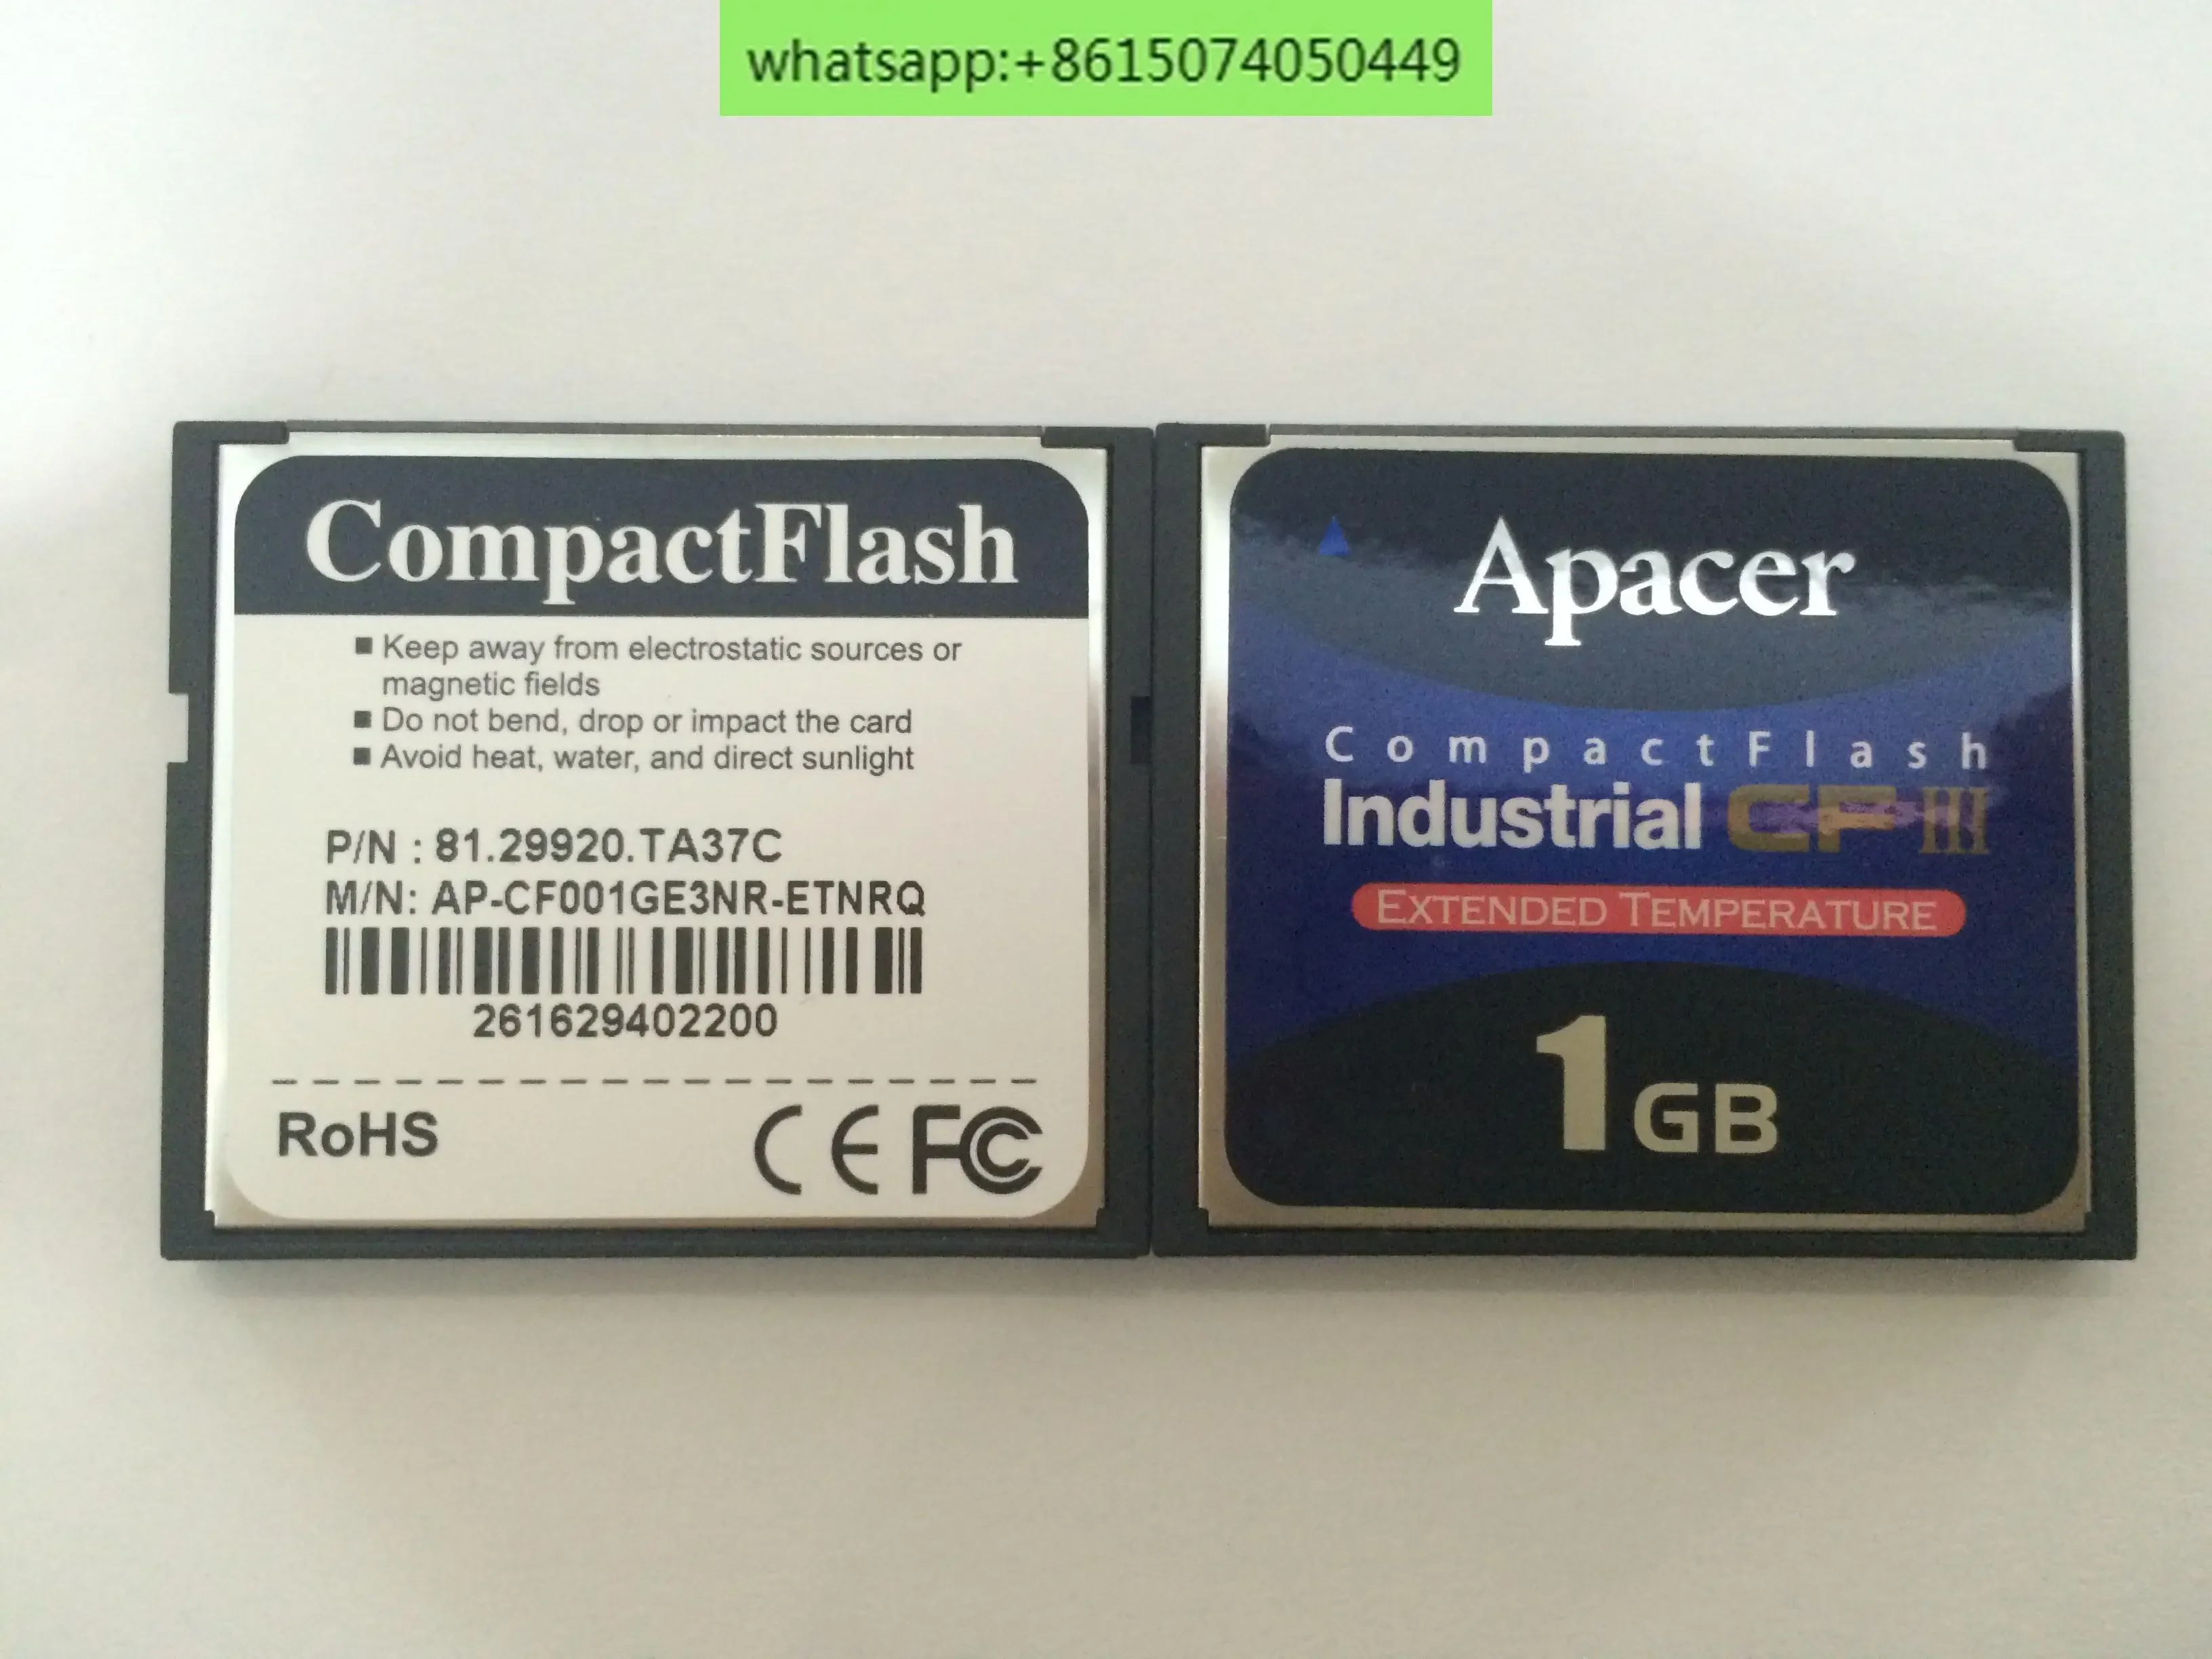 whatsapp:+8615074050449
CompactFlash
■ Keep away from electrostatic sources or
magnetic fields
■ Do not bend, drop or impact the card
■ Avoid heat, water, and direct sunlight
P/N : 81.29920.TA37C
M/N: AP-CF001GE3NR-ETNRQ
261629402200
RoHS
CE FC
Apacer
CompactFlash
Industrial CF III
EXTENDED TEMPERATURE
1GB